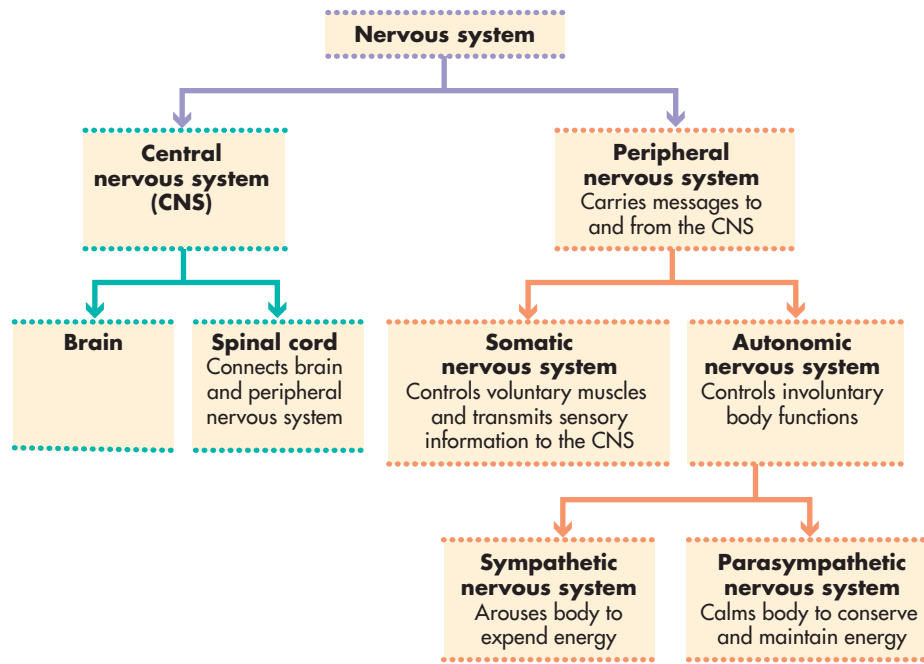 Nervous system
Central
nervous system
(CNS)
Peripheral
nervous system
Carries messages to
and from the CNS
Brain
Spinal cord
Connects brain
and peripheral
nervous system
Somatic
nervous system
Controls voluntary muscles
and transmits sensory
information to the CNS
Autonomic
nervous system
Controls involuntary
body functions
Sympathetic
nervous system
Arouses body to
expend energy
Parasympathetic
nervous system
Calms body to conserve
and maintain energy